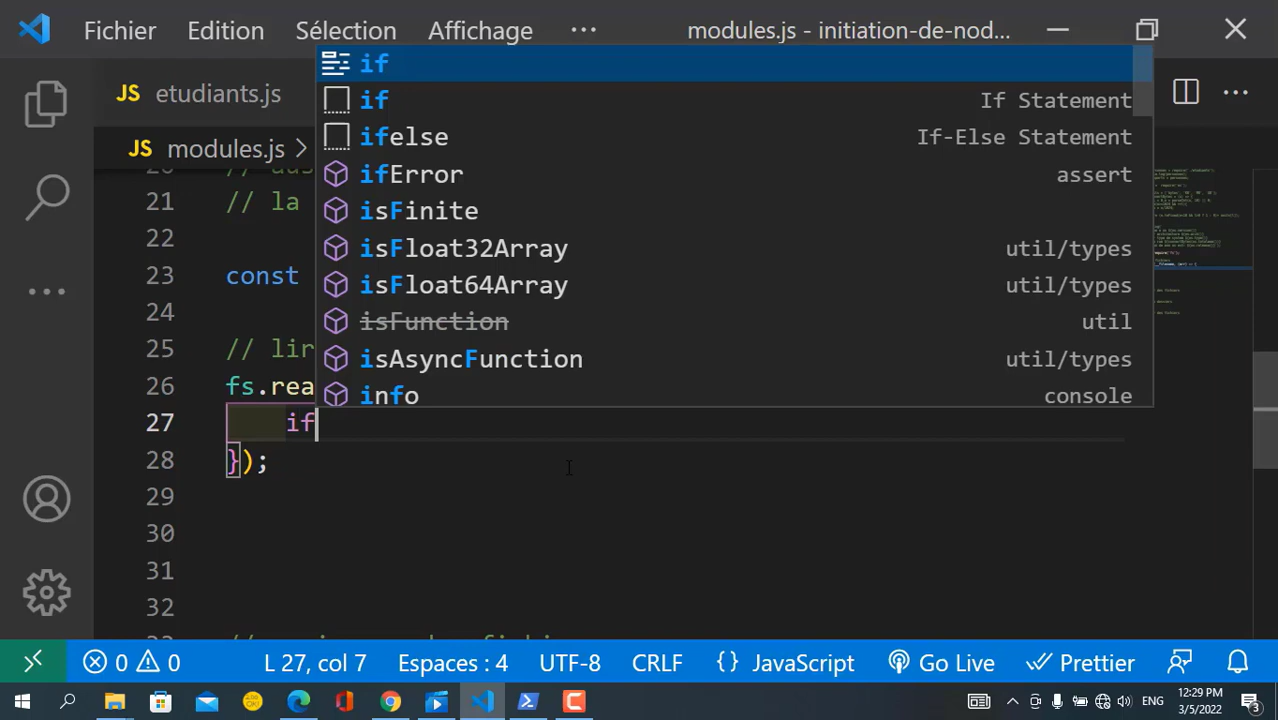 Fichier Edition Sélection Affichage ··· modules.js - initiation-de-nod...
JS etudiants.js
JS modules.js >
if
if If Statement
ifelse If-Else Statement
ifError assert
isFinite
isFloat32Array util/types
isFloat64Array util/types
isFunction util
isAsyncFunction util/types
info console
21 // la
22
23 const
24
25 // lir
26 fs.rea
27 if
28 });
29
30
31
32
0 0 L 27, col 7 Espaces : 4 UTF-8 CRLF {} JavaScript Go Live Prettier
ENG 12:29 PM 3/5/2022 3